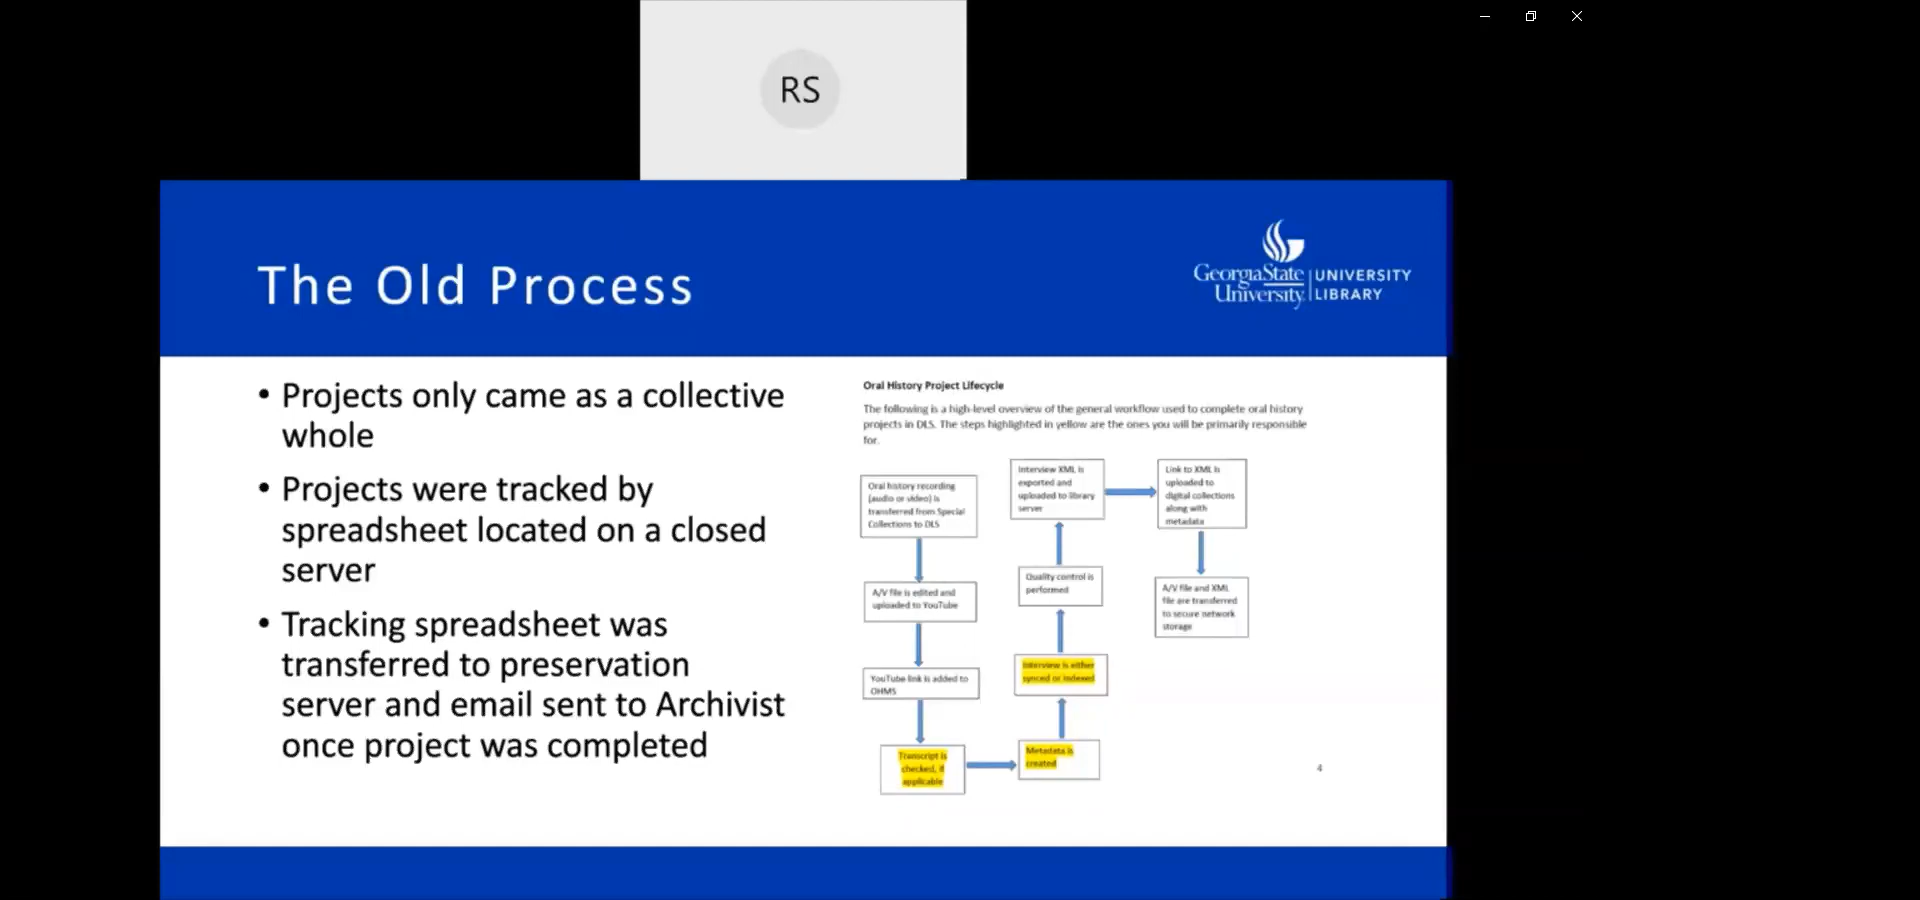 RS
The Old Process
GeorgiaState
University
UNIVERSITY
LIBRARY
• Projects only came as a collective
whole
• Projects were tracked by
spreadsheet located on a closed
server
• Tracking spreadsheet was
transferred to preservation
server and email sent to Archivist
once project was completed
Oral History Project Lifecycle
The following is a high-level overview of the general workflow used to complete oral history
projects in DLS. The steps highlighted in yellow are the ones you will be primarily responsible
for.
Oral history recording
(audio or video) is
transferred from Special
Collections to DLS
A/V file is edited and
uploaded to YouTube
YouTube link is added to
OHMS
Transcript is
checked, if
applicable
Metadata is
created
Interview is either
synced or indexed
Quality control is
performed
Interview XML is
exported and
uploaded to library
server
Link to XML is
uploaded to
digital collections
along with
metadata
A/V file and XML
file are transferred
to secure network
storage
4